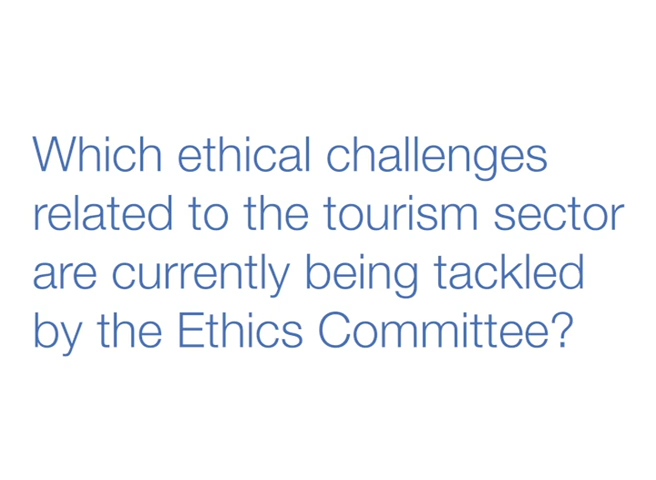 Which ethical challenges
related to the tourism sector
are currently being tackled
by the Ethics Committee?